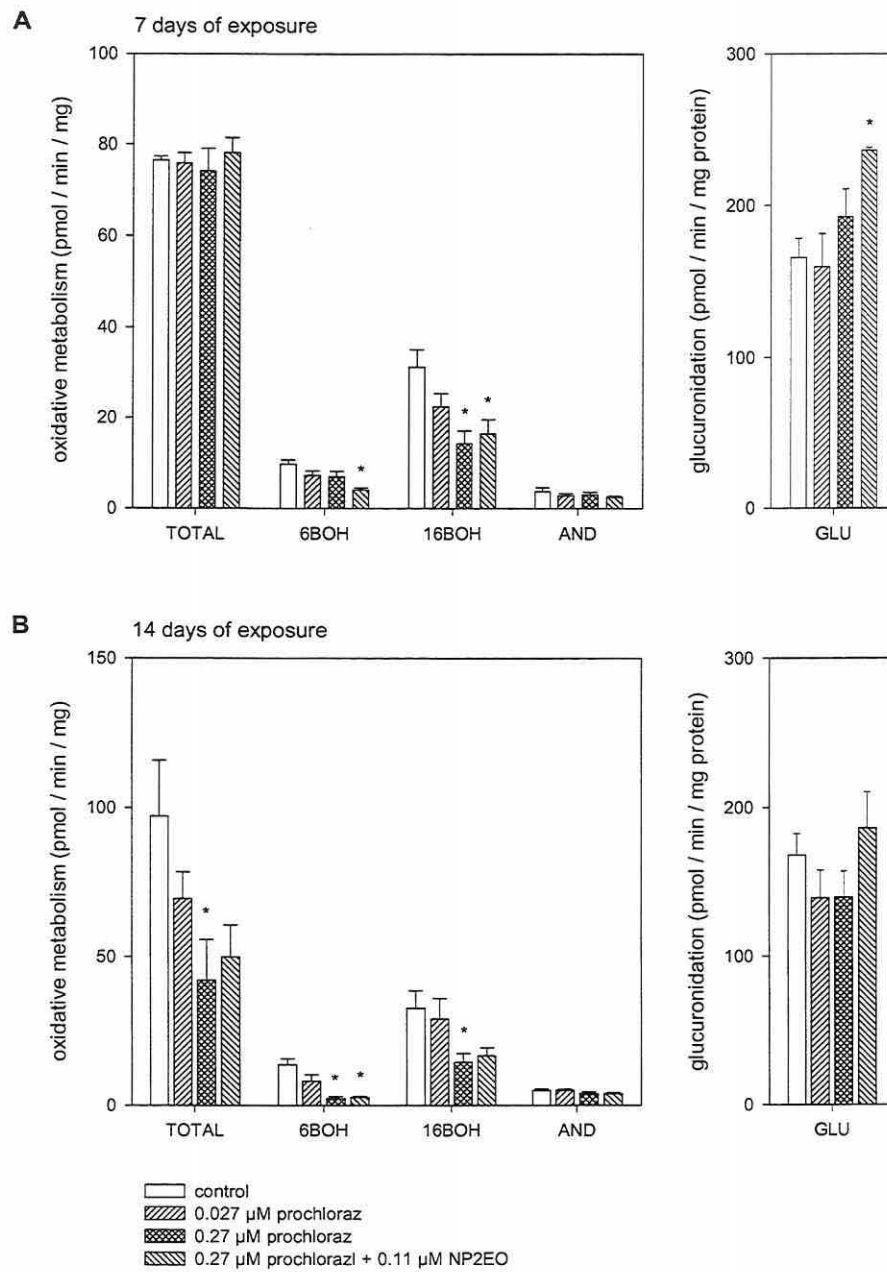 A
7 days of exposure
oxidative metabolism (pmol / min / mg)
100
80
60
40
20
0
*
*
*
TOTAL
6BOH
16BOH
AND
glucuronidation (pmol / min / mg protein)
300
200
100
0
*
GLU
B
14 days of exposure
oxidative metabolism (pmol / min / mg)
150
100
50
0
*
*
*
*
TOTAL
6BOH
16BOH
AND
glucuronidation (pmol / min / mg protein)
300
200
100
0
GLU
control
0.027 µM prochloraz
0.27 µM prochloraz
0.27 µM prochlorazl + 0.11 µM NP2EO